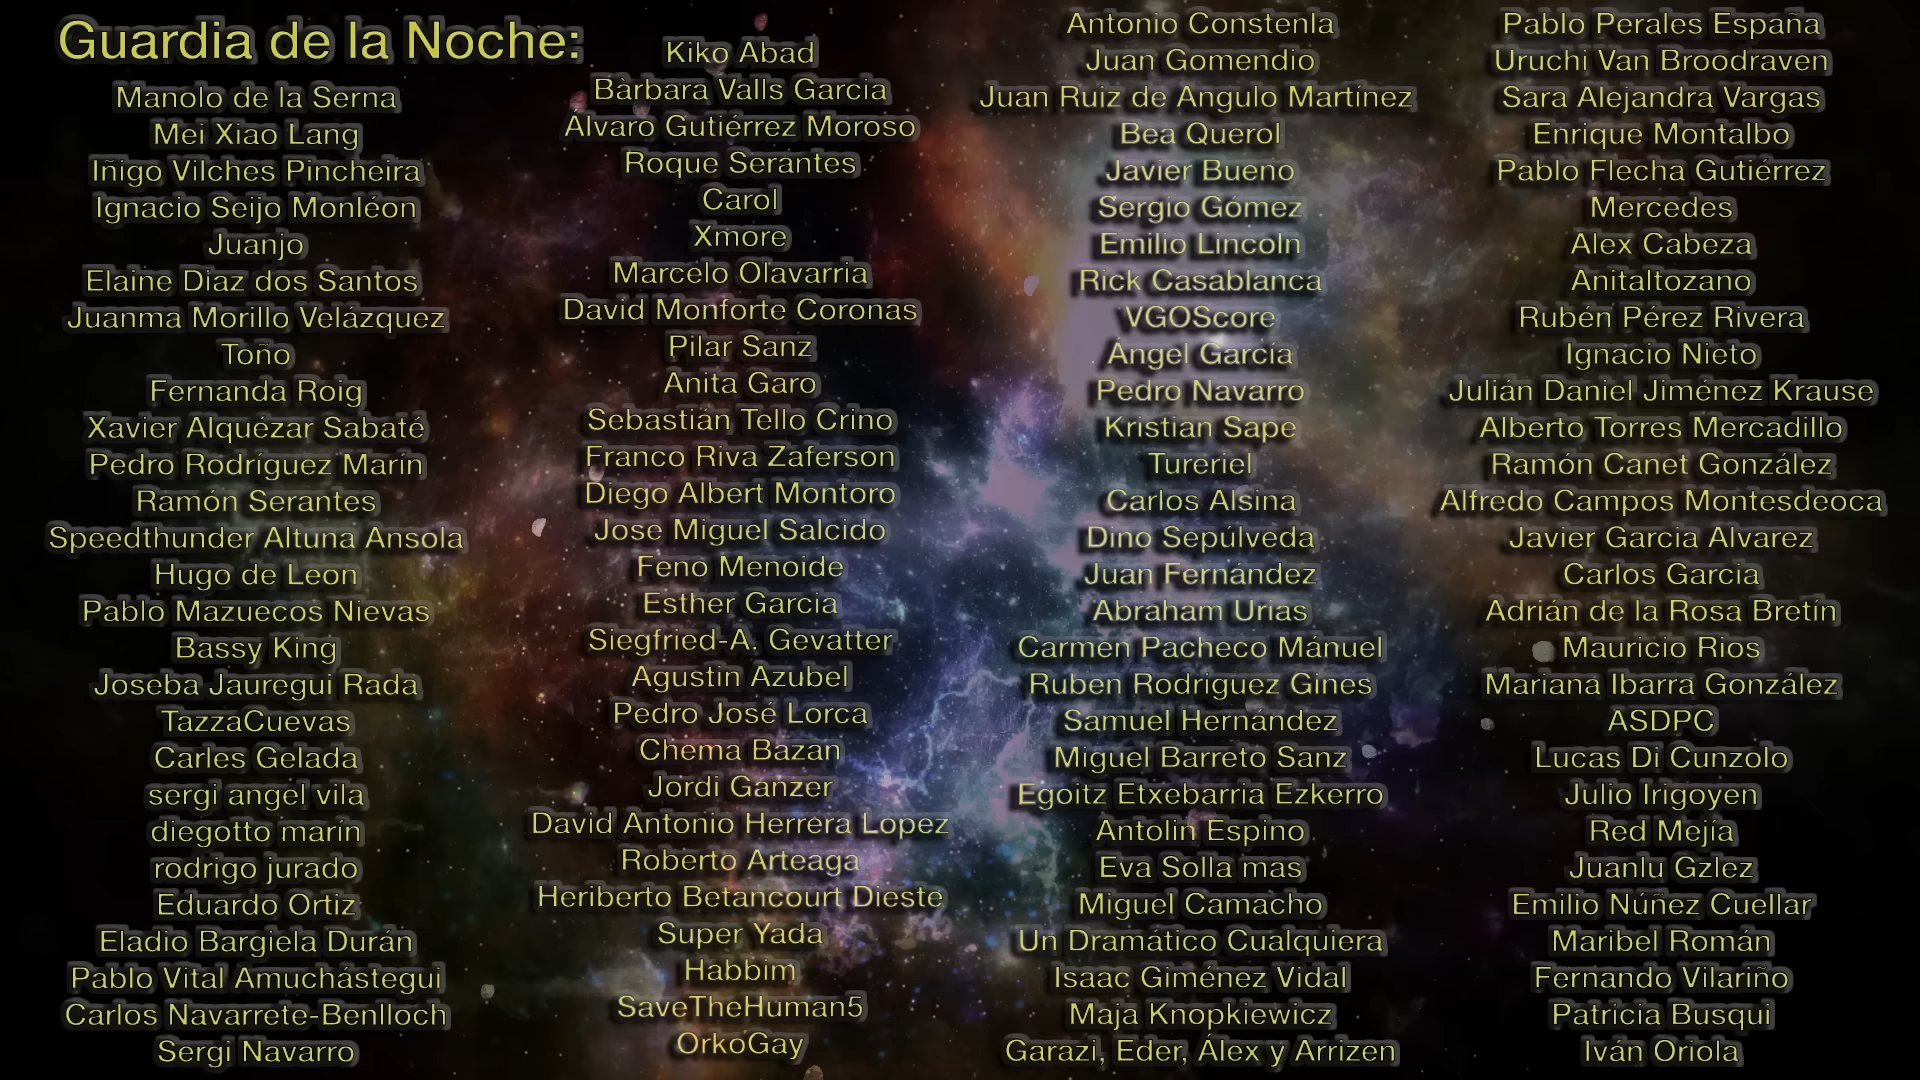 Guardia de la Noche:
Manolo de la Serna
Mei Xiao Lang
Iñigo Vilches Pincheira
Ignacio Seijo Monléon
Juanjo
Elaine Diaz dos Santos
Juanma Morillo Velázquez
Toño
Fernanda Roig
Xavier Alquézar Sabaté
Pedro Rodríguez Marín
Ramón Serantes
Speedthunder Altuna Ansola
Hugo de Leon
Pablo Mazuecos Nievas
Bassy King
Joseba Jauregui Rada
TazzaCuevas
Carles Gelada
sergi angel vila
diegotto marín
rodrigo jurado
Eduardo Ortiz
Eladio Bargiela Durán
Pablo Vital Amuchástegui
Carlos Navarrete-Benlloch
Sergi Navarro
Kiko Abad
Bàrbara Valls Garcia
Álvaro Gutiérrez Moroso
Roque Serantes
Carol
Xmore
Marcelo Olavarria
David Monforte Coronas
Pilar Sanz
Anita Garo
Sebastián Tello Crino
Franco Riva Zaferson
Diego Albert Montoro
Jose Miguel Salcido
Feno Menoide
Esther Garcia
Siegfried-A. Gevatter
Agustin Azubel
Pedro José Lorca
Chema Bazan
Jordi Ganzer
David Antonio Herrera Lopez
Roberto Arteaga
Heriberto Betancourt Dieste
Super Yada
Habbim
SaveTheHuman5
OrkoGay
Antonio Constenla
Juan Gomendio
Juan Ruiz de Angulo Martínez
Bea Querol
Javier Bueno
Sergio Gómez
Emilio Lincoln
Rick Casablanca
VGOScore
Ángel García
Pedro Navarro
Kristian Sape
Tureriel
Carlos Alsina
Dino Sepúlveda
Juan Fernández
Abraham Urias
Carmen Pacheco Mánuel
Ruben Rodriguez Gines
Samuel Hernández
Miguel Barreto Sanz
Egoitz Etxebarria Ezkerro
Antolin Espino
Eva Solla mas
Miguel Camacho
Un Dramático Cualquiera
Isaac Giménez Vidal
Maja Knopkiewicz
Garazi, Eder, Álex y Arrizen
Pablo Perales España
Uruchi Van Broodraven
Sara Alejandra Vargas
Enrique Montalbo
Pablo Flecha Gutiérrez
Mercedes
Alex Cabeza
Anitaltozano
Rubén Pérez Rivera
Ignacio Nieto
Julián Daniel Jiménez Krause
Alberto Torres Mercadillo
Ramón Canet González
Alfredo Campos Montesdeoca
Javier Garcia Alvarez
Carlos Garcia
Adrián de la Rosa Bretín
Mauricio Rios
Mariana Ibarra González
ASDPC
Lucas Di Cunzolo
Julio Irigoyen
Red Mejía
Juanlu Gzlez
Emilio Núñez Cuellar
Maribel Román
Fernando Vilariño
Patricia Busqui
Iván Oriola